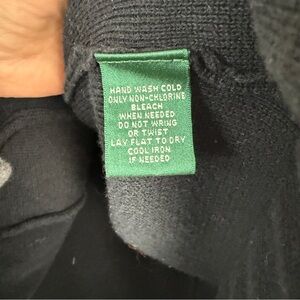 HAND WASH COLD
ONLY NON-CHLORINE
BLEACH
WHEN NEEDED
DO NOT WRING
OR TWIST
LAY FLAT TO DRY
COOL IRON
IF NEEDED